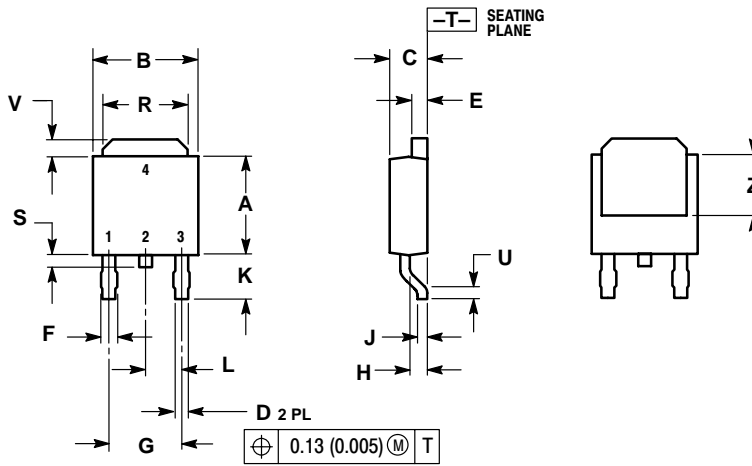 –T– SEATING
PLANE
C
B
V
R
E
4
Z
A
S
1 2 3
U
K
F
J
L
H
D 2 PL
G
⌖ 0.13 (0.005) Ⓜ T